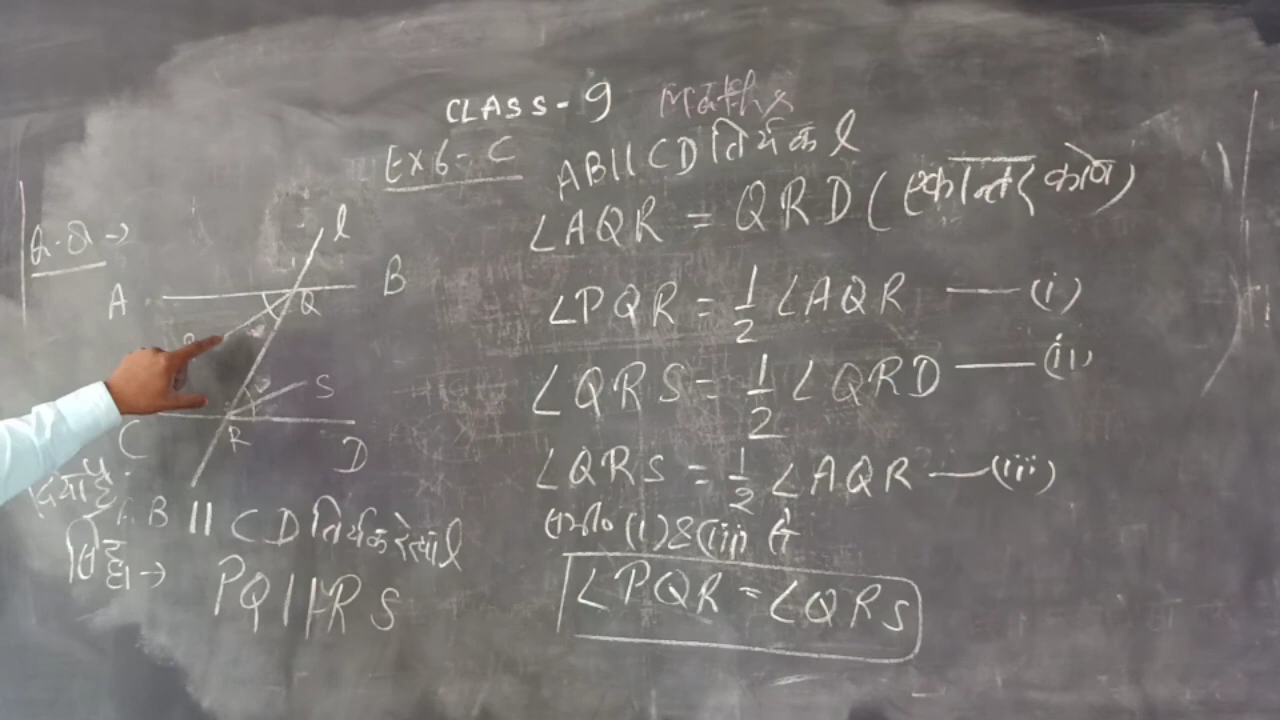 CLASS-9 Maths
Ex 6-C
AB||CD तिर्यक l
∠AQR = QRD (एकान्तर कोण)
∠PQR = 1/2 ∠AQR —— (i)
∠QRS = 1/2 ∠QRD —— (ii)
∠QRS = 1/2 ∠AQR —— (iii)
समी० (i) & (iii) से
∠PQR = ∠QRS
l
A B
Q
S
R
C D
दिया है:
AB || CD तिर्यक रेखा l
PQ||RS